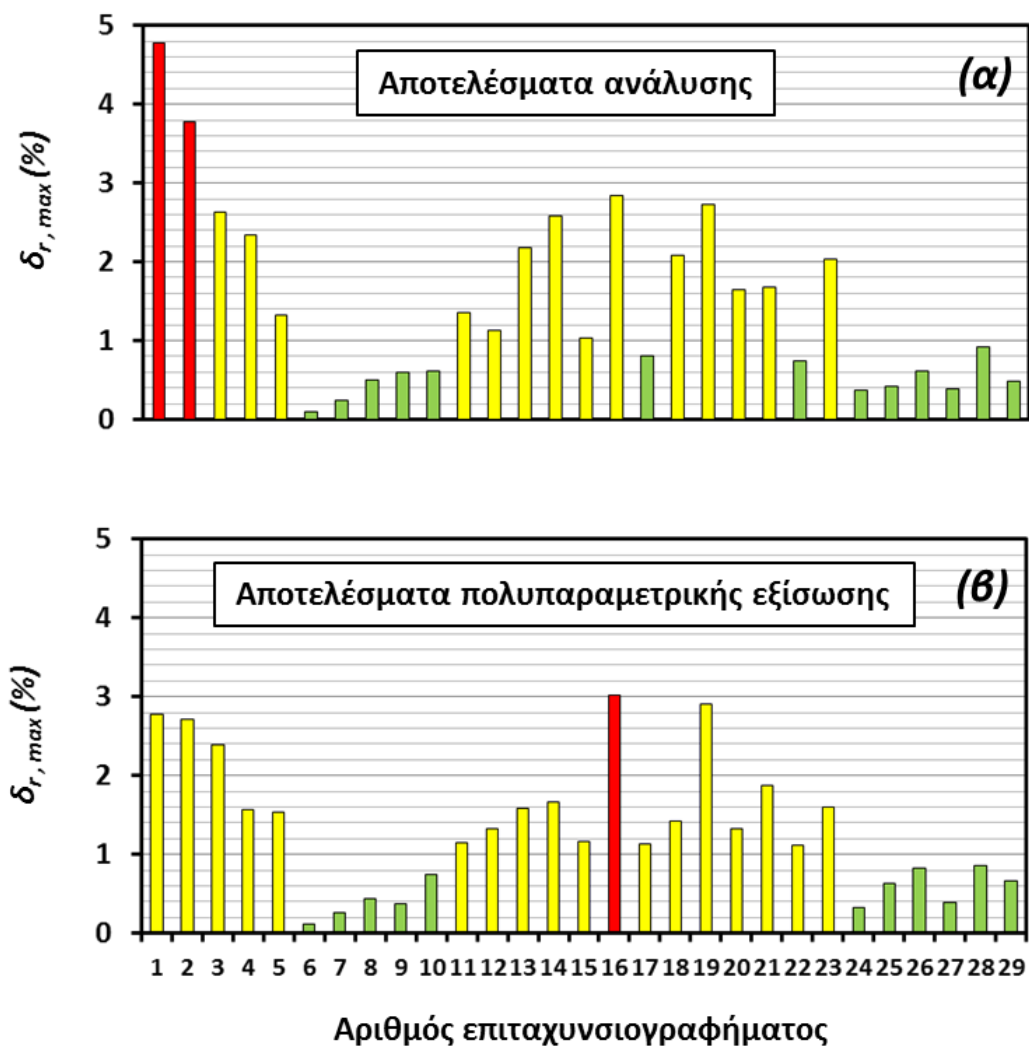 5
Αποτελέσματα ανάλυσης
(α)
4
3
2
1
0
δr, max (%)
5
Αποτελέσματα πολυπαραμετρικής εξίσωσης
(β)
4
3
2
1
0
δr, max (%)
1 2 3 4 5 6 7 8 9 10 11 12 13 14 15 16 17 18 19 20 21 22 23 24 25 26 27 28 29
Αριθμός επιταχυνσιογραφήματος